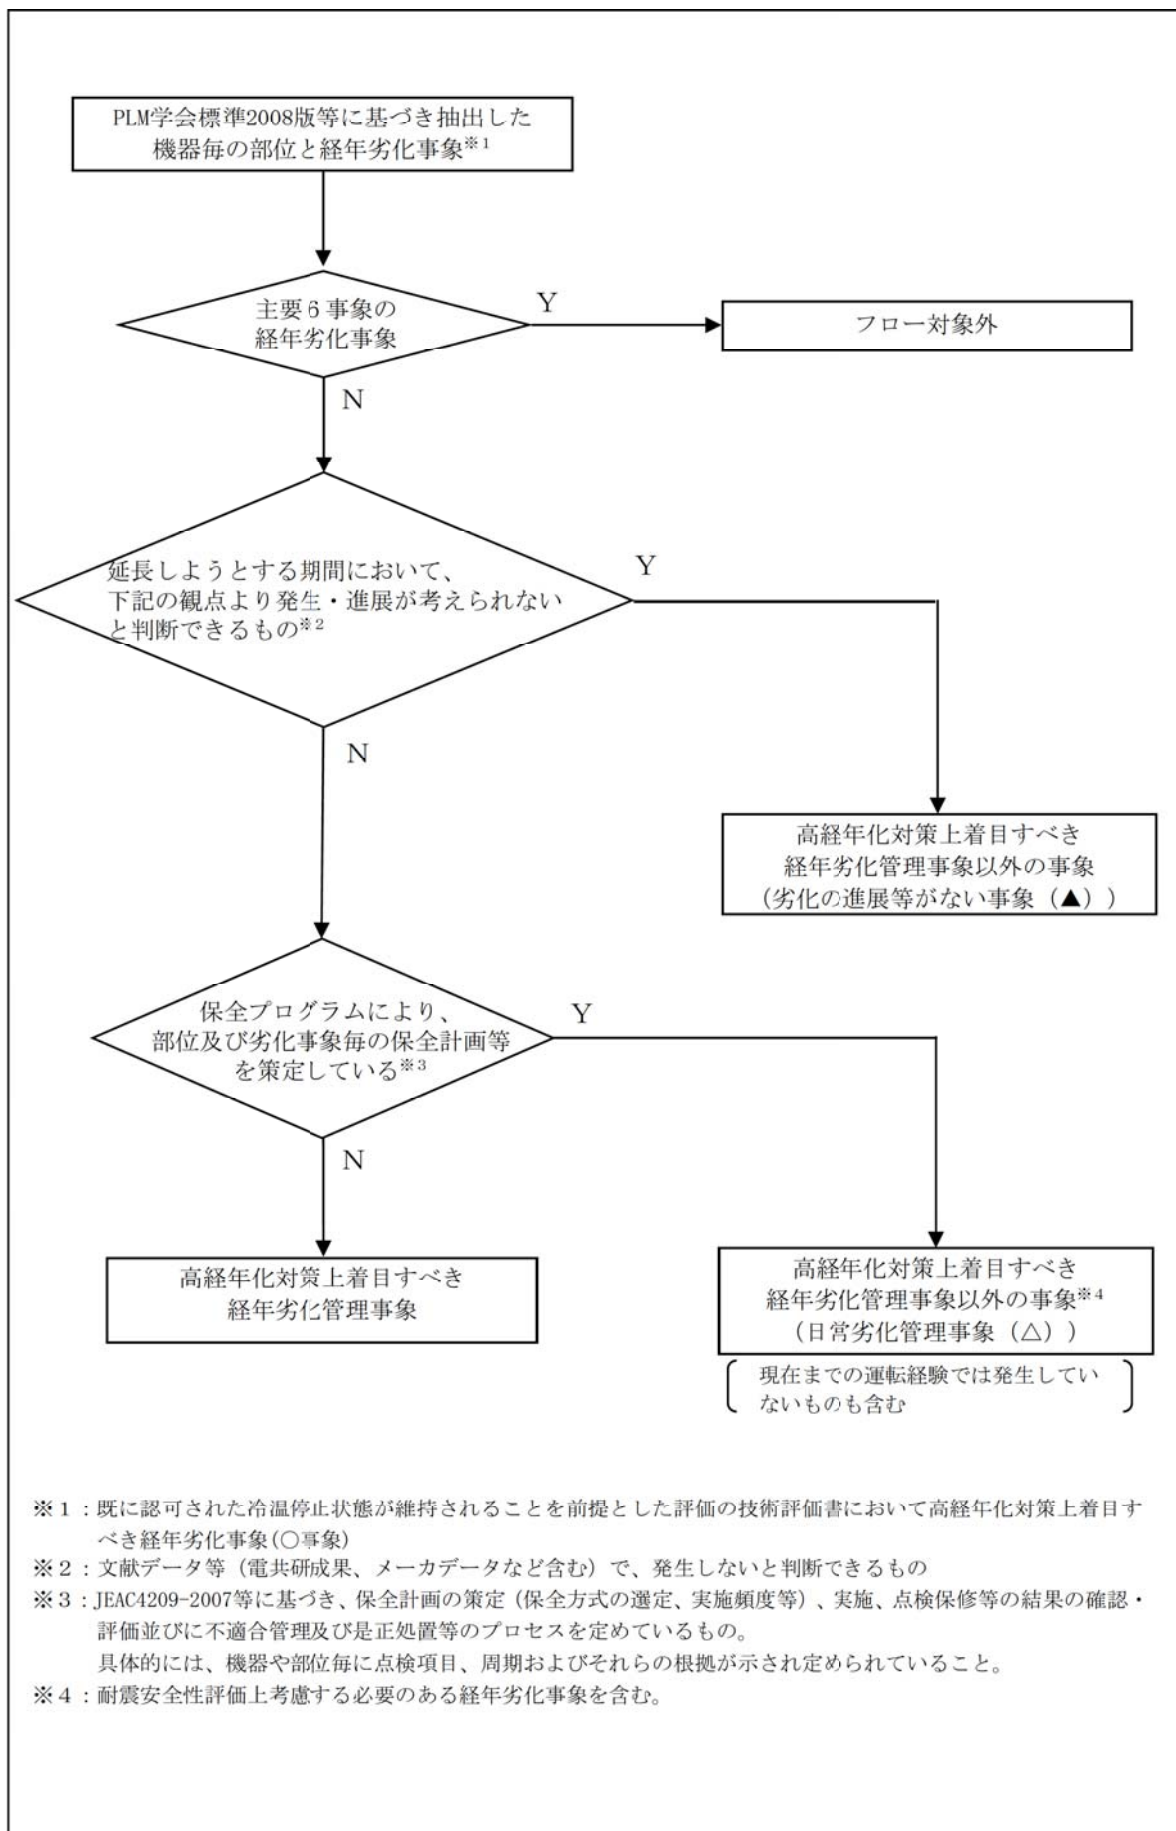 PLM学会標準2008版等に基づき抽出した
機器毎の部位と経年劣化事象※1
主要6事象の
経年劣化事象
Y
フロー対象外
N
延長しようとする期間において、
下記の観点より発生・進展が考えられない
と判断できるもの※2
Y
N
高経年化対策上着目すべき
経年劣化管理事象以外の事象
(劣化の進展等がない事象(▲))
保全プログラムにより、
部位及び劣化事象毎の保全計画等
を策定している※3
Y
N
高経年化対策上着目すべき
経年劣化管理事象
高経年化対策上着目すべき
経年劣化管理事象以外の事象※4
(日常劣化管理事象(△))
現在までの運転経験では発生してい
ないものも含む
※1:既に認可された冷温停止状態が維持されることを前提とした評価の技術評価書において高経年化対策上着目す
べき経年劣化事象(○事象)
※2:文献データ等(電共研成果、メーカデータなど含む)で、発生しないと判断できるもの
※3:JEAC4209-2007等に基づき、保全計画の策定(保全方式の選定、実施頻度等)、実施、点検保修等の結果の確認・
評価並びに不適合管理及び是正処置等のプロセスを定めているもの。
具体的には、機器や部位毎に点検項目、周期およびそれらの根拠が示され定められていること。
※4:耐震安全性評価上考慮する必要のある経年劣化事象を含む。